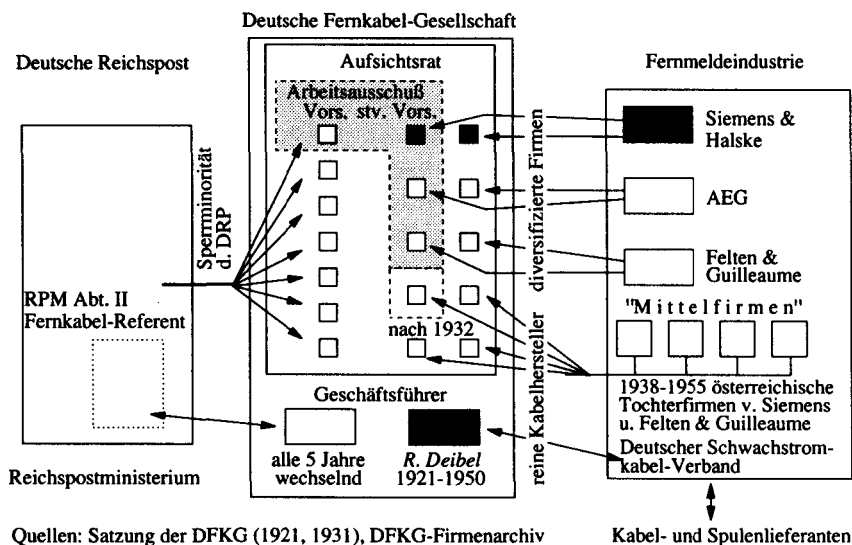 Deutsche Fernkabel-Gesellschaft
Deutsche Reichspost
Aufsichtsrat
Fernmeldeindustrie
Arbeitsausschuß
Vors. stv. Vors.
Siemens &
Halske
AEG
Felten &
Guilleaume
diversifizierte Firmen
Sperrminorität
d. DRP
RPM Abt. II
Fernkabel-Referent
nach 1932
"Mittelfirmen"
reine Kabelhersteller
1938-1955 österreichische
Tochterfirmen v. Siemens
u. Felten & Guilleaume
Deutscher Schwachstrom-
kabel-Verband
Geschäftsführer
alle 5 Jahre
wechselnd
R. Deibel
1921-1950
Reichspostministerium
Quellen: Satzung der DFKG (1921, 1931), DFKG-Firmenarchiv
Kabel- und Spulenlieferanten